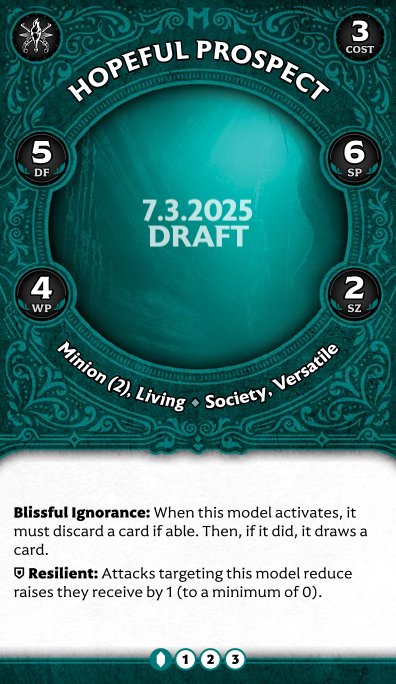 3
COST
HOPEFUL PROSPECT
5
DF
6
SP
7.3.2025
DRAFT
4
WP
2
SZ
Minion (2), Living ◆ Society, Versatile
Blissful Ignorance: When this model activates, it
must discard a card if able. Then, if it did, it draws a
card.
Resilient: Attacks targeting this model reduce
raises they receive by 1 (to a minimum of 0).
1 2 3